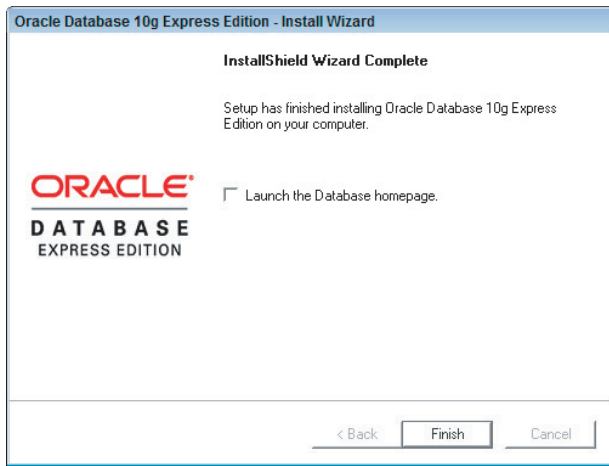 Oracle Database 10g Express Edition - Install Wizard
InstallShield Wizard Complete
Setup has finished installing Oracle Database 10g Express
Edition on your computer.
ORACLE®
DATABASE
EXPRESS EDITION
Launch the Database homepage.
< Back
Finish
Cancel